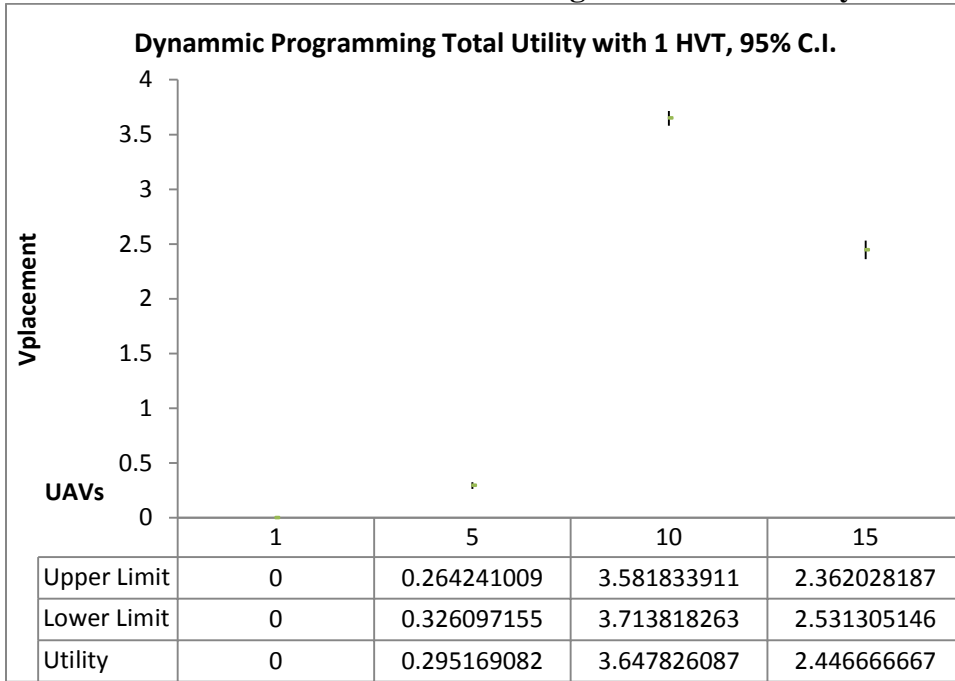 Dynammic Programming Total Utility with 1 HVT, 95% C.I.
Vplacement
4
3.5
3
2.5
2
1.5
1
0.5
0
UAVs
1 5 10 15
Upper Limit 0 0.264241009 3.581833911 2.362028187
Lower Limit 0 0.326097155 3.713818263 2.531305146
Utility 0 0.295169082 3.647826087 2.446666667